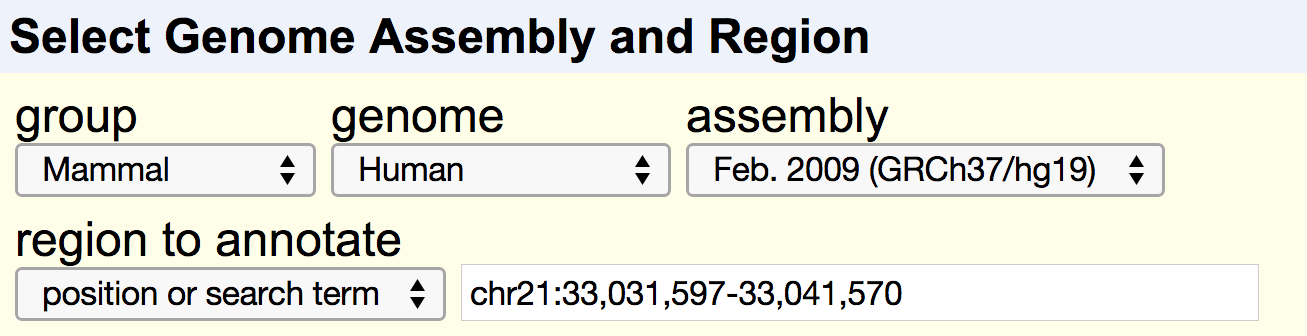 Select Genome Assembly and Region
group genome assembly
Mammal Human Feb. 2009 (GRCh37/hg19)
region to annotate
position or search term chr21:33,031,597-33,041,570